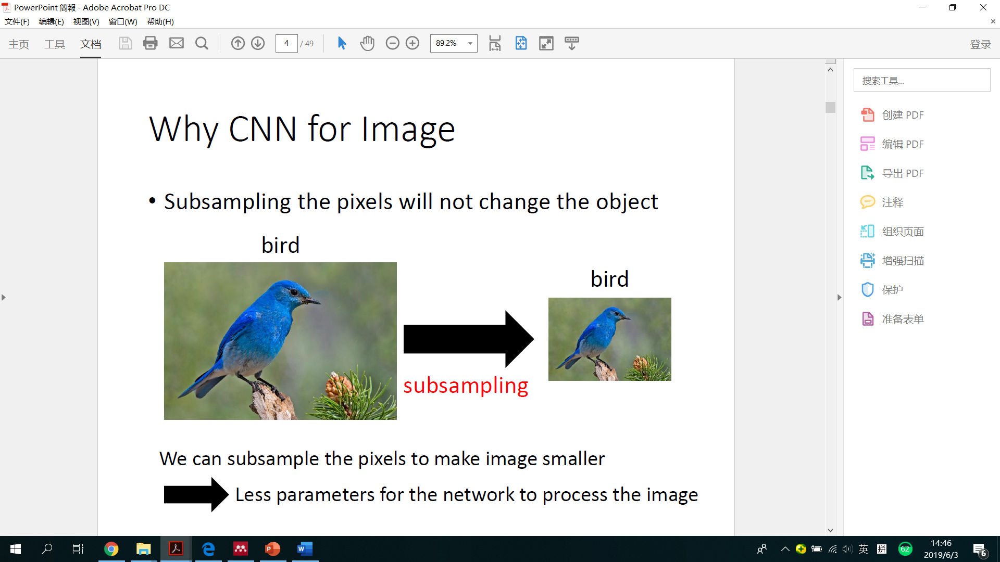 PowerPoint 簡報 - Adobe Acrobat Pro DC
文件(F) 编辑(E) 视图(V) 窗口(W) 帮助(H)
主页 工具 文档 4 / 49 89.2% 登录
搜索工具...
创建 PDF
编辑 PDF
导出 PDF
注释
组织页面
增强扫描
保护
准备表单
Why CNN for Image
• Subsampling the pixels will not change the object
bird
bird
subsampling
We can subsample the pixels to make image smaller
Less parameters for the network to process the image
英 拼 62 14:46
2019/6/3 6